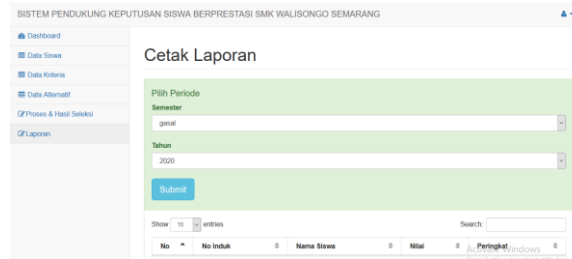 SISTEM PENDUKUNG KEPUTUSAN SISWA BERPRESTASI SMK WALISONGO SEMARANG
Dashboard
Data Siswa
Data Kriteria
Data Alternatif
Proses & Hasil Seleksi
Laporan
Cetak Laporan
Pilih Periode
Semester
gasal
Tahun
2020
Submit
Show 10 entries
Search:
No No Induk Nama Siswa Nilai Peringkat
Activate Windows